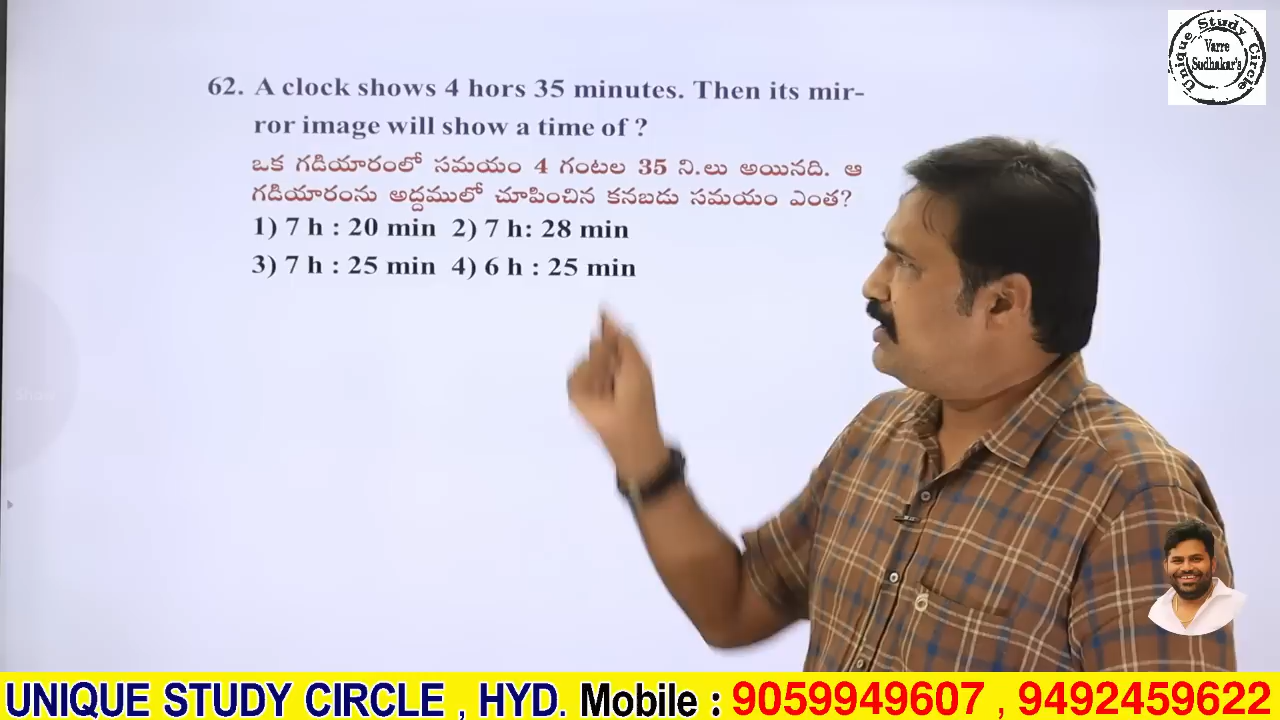 62. A clock shows 4 hors 35 minutes. Then its mir-
ror image will show a time of ?
ఒక గడియారంలో సమయం 4 గంటల 35 ని.లు అయినది. ఆ
గడియారంను అద్దములో చూపించిన కనబడు సమయం ఎంత?
1) 7 h : 20 min 2) 7 h: 28 min
3) 7 h : 25 min 4) 6 h : 25 min
Unique Study Circle
Varre
Sudhakar's
Show
UNIQUE STUDY CIRCLE , HYD. Mobile : 9059949607 , 9492459622